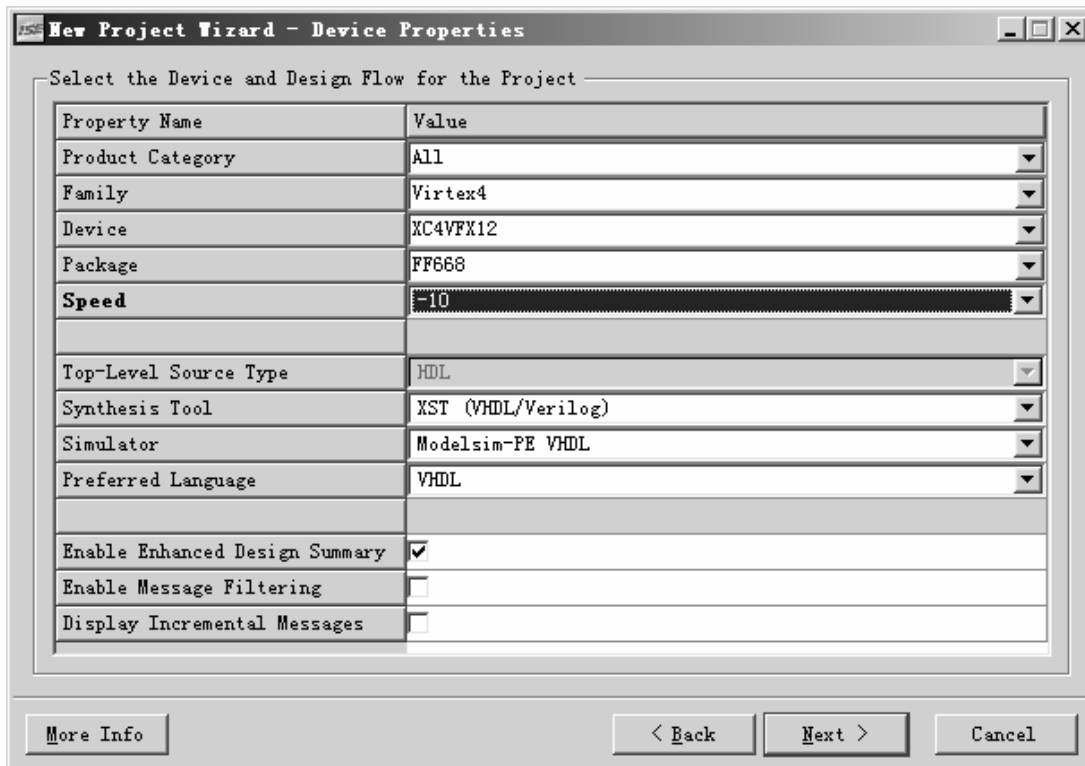 ISE New Project Wizard - Device Properties
Select the Device and Design Flow for the Project
Property Name Value
Product Category All
Family Virtex4
Device XC4VFX12
Package FF668
Speed -10
Top-Level Source Type HDL
Synthesis Tool XST (VHDL/Verilog)
Simulator Modelsim-PE VHDL
Preferred Language VHDL
Enable Enhanced Design Summary
Enable Message Filtering
Display Incremental Messages
More Info < Back Next > Cancel